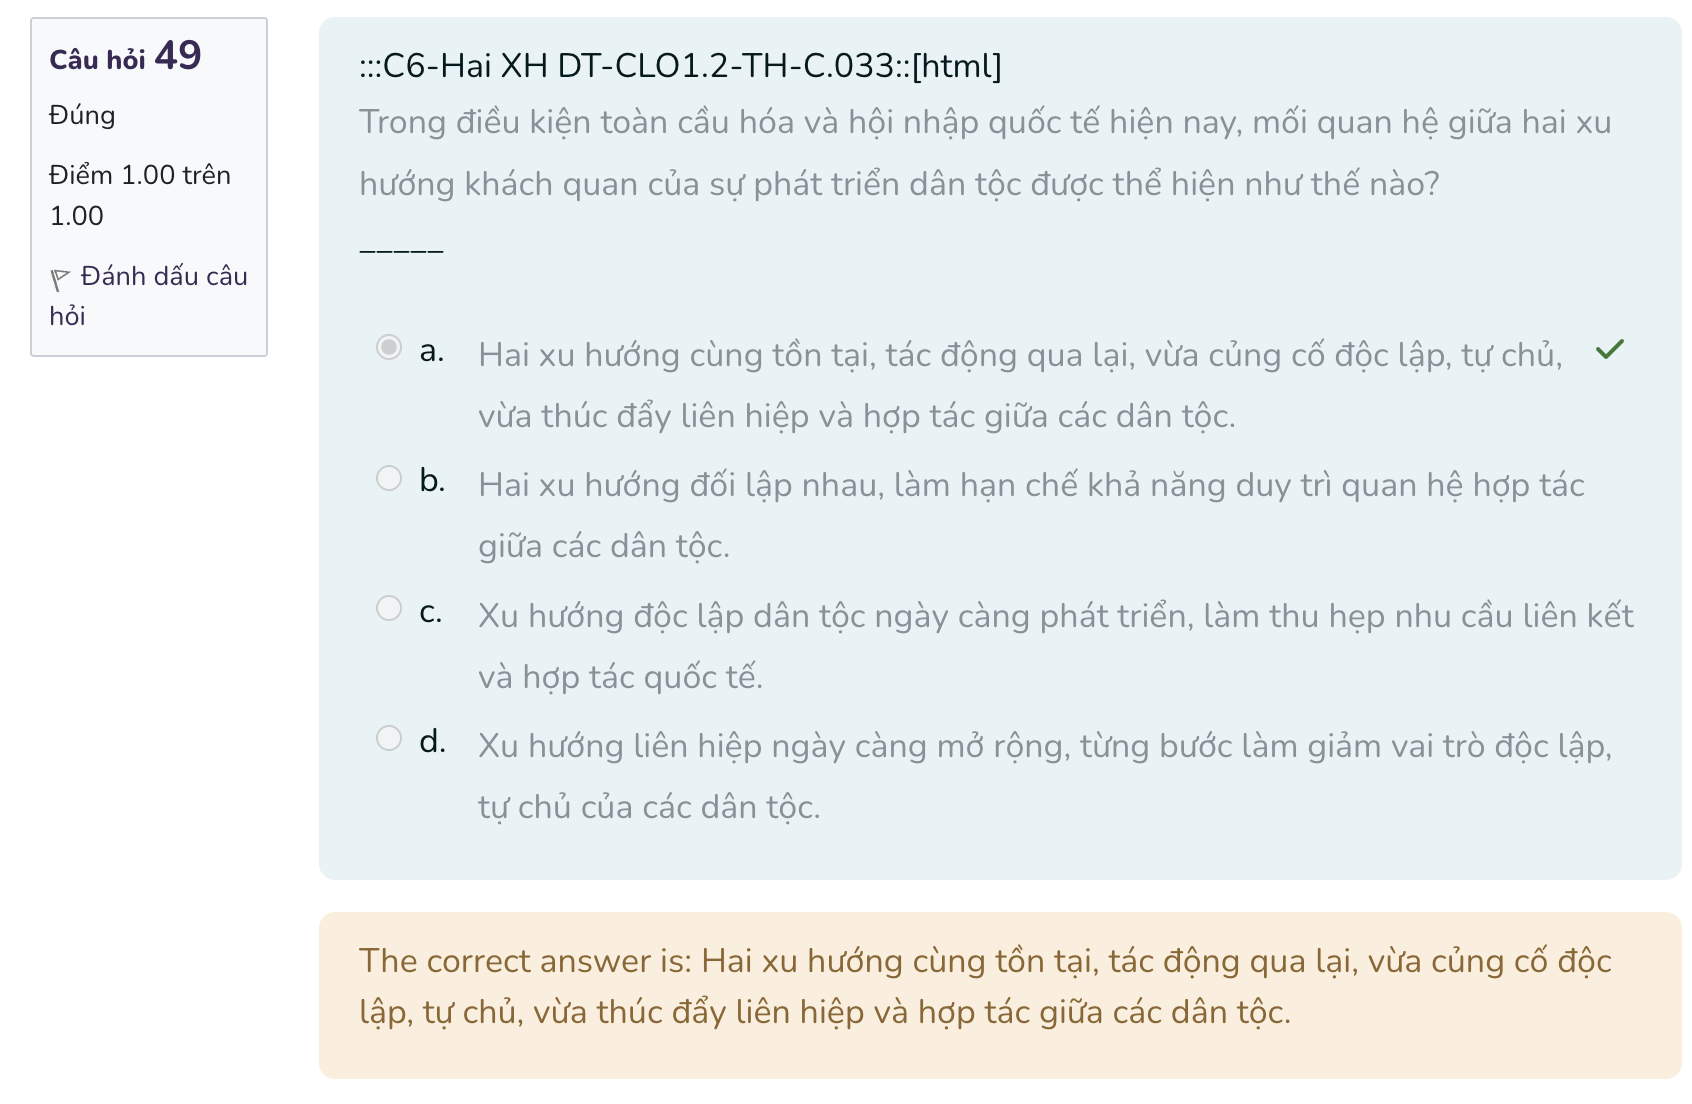 Câu hỏi 49
Đúng
Điểm 1.00 trên
1.00
Đánh dấu câu
hỏi
:::C6-Hai XH DT-CLO1.2-TH-C.033::[html]
Trong điều kiện toàn cầu hóa và hội nhập quốc tế hiện nay, mối quan hệ giữa hai xu
hướng khách quan của sự phát triển dân tộc được thể hiện như thế nào?
_____
a. Hai xu hướng cùng tồn tại, tác động qua lại, vừa củng cố độc lập, tự chủ,
vừa thúc đẩy liên hiệp và hợp tác giữa các dân tộc.
b. Hai xu hướng đối lập nhau, làm hạn chế khả năng duy trì quan hệ hợp tác
giữa các dân tộc.
c. Xu hướng độc lập dân tộc ngày càng phát triển, làm thu hẹp nhu cầu liên kết
và hợp tác quốc tế.
d. Xu hướng liên hiệp ngày càng mở rộng, từng bước làm giảm vai trò độc lập,
tự chủ của các dân tộc.
The correct answer is: Hai xu hướng cùng tồn tại, tác động qua lại, vừa củng cố độc
lập, tự chủ, vừa thúc đẩy liên hiệp và hợp tác giữa các dân tộc.